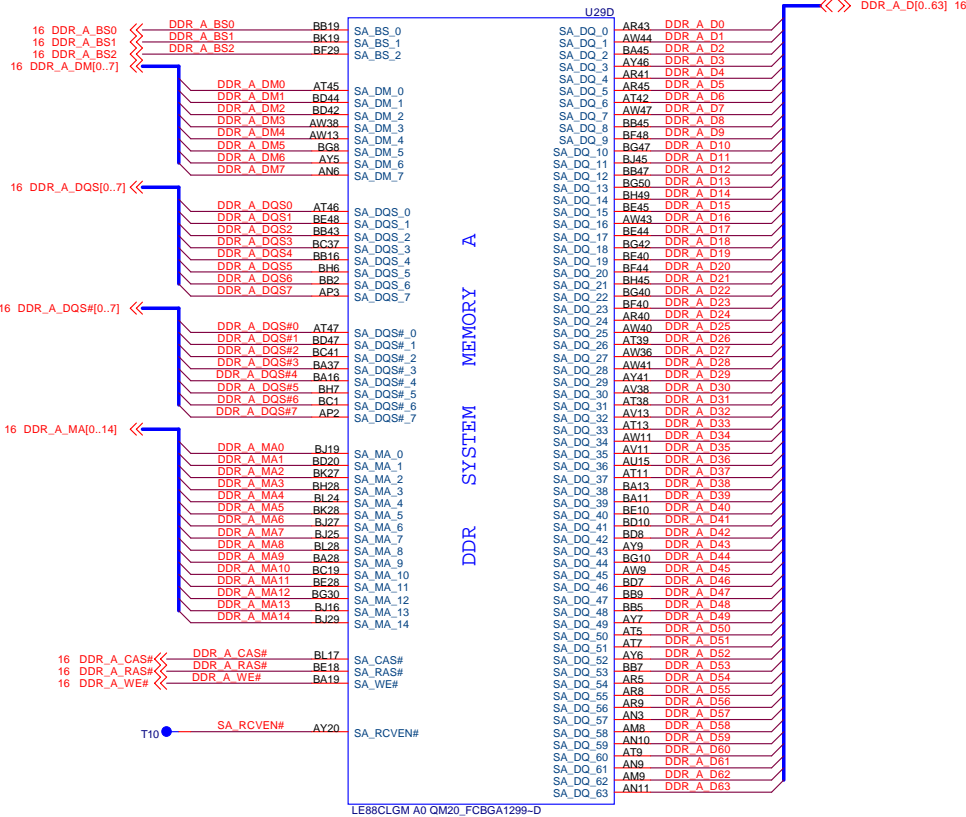 U29D
DDR_A_D[0..63] 16
16 DDR_A_BS0 DDR_A_BS0 BB19 SA_BS_0
16 DDR_A_BS1 DDR_A_BS1 BK19 SA_BS_1
16 DDR_A_BS2 DDR_A_BS2 BF29 SA_BS_2
16 DDR_A_DM[0..7]
DDR_A_DM0 AT45 SA_DM_0
DDR_A_DM1 BD44 SA_DM_1
DDR_A_DM2 BD42 SA_DM_2
DDR_A_DM3 AW38 SA_DM_3
DDR_A_DM4 AW13 SA_DM_4
DDR_A_DM5 BG8 SA_DM_5
DDR_A_DM6 AY5 SA_DM_6
DDR_A_DM7 AN6 SA_DM_7
16 DDR_A_DQS[0..7]
DDR_A_DQS0 AT46 SA_DQS_0
DDR_A_DQS1 BE48 SA_DQS_1
DDR_A_DQS2 BB43 SA_DQS_2
DDR_A_DQS3 BC37 SA_DQS_3
DDR_A_DQS4 BB16 SA_DQS_4
DDR_A_DQS5 BH6 SA_DQS_5
DDR_A_DQS6 BB2 SA_DQS_6
DDR_A_DQS7 AP3 SA_DQS_7
16 DDR_A_DQS#[0..7]
DDR_A_DQS#0 AT47 SA_DQS#_0
DDR_A_DQS#1 BD47 SA_DQS#_1
DDR_A_DQS#2 BC41 SA_DQS#_2
DDR_A_DQS#3 BA37 SA_DQS#_3
DDR_A_DQS#4 BA16 SA_DQS#_4
DDR_A_DQS#5 BH7 SA_DQS#_5
DDR_A_DQS#6 BC1 SA_DQS#_6
DDR_A_DQS#7 AP2 SA_DQS#_7
16 DDR_A_MA[0..14]
DDR_A_MA0 BJ19 SA_MA_0
DDR_A_MA1 BD20 SA_MA_1
DDR_A_MA2 BK27 SA_MA_2
DDR_A_MA3 BH28 SA_MA_3
DDR_A_MA4 BL24 SA_MA_4
DDR_A_MA5 BK28 SA_MA_5
DDR_A_MA6 BJ27 SA_MA_6
DDR_A_MA7 BJ25 SA_MA_7
DDR_A_MA8 BL28 SA_MA_8
DDR_A_MA9 BA28 SA_MA_9
DDR_A_MA10 BC19 SA_MA_10
DDR_A_MA11 BE28 SA_MA_11
DDR_A_MA12 BG30 SA_MA_12
DDR_A_MA13 BJ16 SA_MA_13
DDR_A_MA14 BJ29 SA_MA_14
16 DDR_A_CAS# DDR_A_CAS# BL17 SA_CAS#
16 DDR_A_RAS# DDR_A_RAS# BE18 SA_RAS#
16 DDR_A_WE# DDR_A_WE# BA19 SA_WE#
T10 SA_RCVEN# AY20 SA_RCVEN#
DDR SYSTEM MEMORY A
SA_DQ_0 AR43 DDR_A_D0
SA_DQ_1 AW44 DDR_A_D1
SA_DQ_2 BA45 DDR_A_D2
SA_DQ_3 AY46 DDR_A_D3
SA_DQ_4 AR41 DDR_A_D4
SA_DQ_5 AR45 DDR_A_D5
SA_DQ_6 AT42 DDR_A_D6
SA_DQ_7 AW47 DDR_A_D7
SA_DQ_8 BB45 DDR_A_D8
SA_DQ_9 BF48 DDR_A_D9
SA_DQ_10 BG47 DDR_A_D10
SA_DQ_11 BJ45 DDR_A_D11
SA_DQ_12 BB47 DDR_A_D12
SA_DQ_13 BG50 DDR_A_D13
SA_DQ_14 BH49 DDR_A_D14
SA_DQ_15 BE45 DDR_A_D15
SA_DQ_16 AW43 DDR_A_D16
SA_DQ_17 BE44 DDR_A_D17
SA_DQ_18 BG42 DDR_A_D18
SA_DQ_19 BE40 DDR_A_D19
SA_DQ_20 BF44 DDR_A_D20
SA_DQ_21 BH45 DDR_A_D21
SA_DQ_22 BG40 DDR_A_D22
SA_DQ_23 BF40 DDR_A_D23
SA_DQ_24 AR40 DDR_A_D24
SA_DQ_25 AW40 DDR_A_D25
SA_DQ_26 AT39 DDR_A_D26
SA_DQ_27 AW36 DDR_A_D27
SA_DQ_28 AW41 DDR_A_D28
SA_DQ_29 AY41 DDR_A_D29
SA_DQ_30 AV38 DDR_A_D30
SA_DQ_31 AT38 DDR_A_D31
SA_DQ_32 AV13 DDR_A_D32
SA_DQ_33 AT13 DDR_A_D33
SA_DQ_34 AW11 DDR_A_D34
SA_DQ_35 AV11 DDR_A_D35
SA_DQ_36 AU15 DDR_A_D36
SA_DQ_37 AT11 DDR_A_D37
SA_DQ_38 BA13 DDR_A_D38
SA_DQ_39 BA11 DDR_A_D39
SA_DQ_40 BE10 DDR_A_D40
SA_DQ_41 BD10 DDR_A_D41
SA_DQ_42 BD8 DDR_A_D42
SA_DQ_43 AY9 DDR_A_D43
SA_DQ_44 BG10 DDR_A_D44
SA_DQ_45 AW9 DDR_A_D45
SA_DQ_46 BD7 DDR_A_D46
SA_DQ_47 BB9 DDR_A_D47
SA_DQ_48 BB5 DDR_A_D48
SA_DQ_49 AY7 DDR_A_D49
SA_DQ_50 AT5 DDR_A_D50
SA_DQ_51 AT7 DDR_A_D51
SA_DQ_52 AY6 DDR_A_D52
SA_DQ_53 BB7 DDR_A_D53
SA_DQ_54 AR5 DDR_A_D54
SA_DQ_55 AR8 DDR_A_D55
SA_DQ_56 AR9 DDR_A_D56
SA_DQ_57 AN3 DDR_A_D57
SA_DQ_58 AM8 DDR_A_D58
SA_DQ_59 AN10 DDR_A_D59
SA_DQ_60 AT9 DDR_A_D60
SA_DQ_61 AN9 DDR_A_D61
SA_DQ_62 AM9 DDR_A_D62
SA_DQ_63 AN11 DDR_A_D63
LE88CLGM A0 QM20_FCBGA1299~D